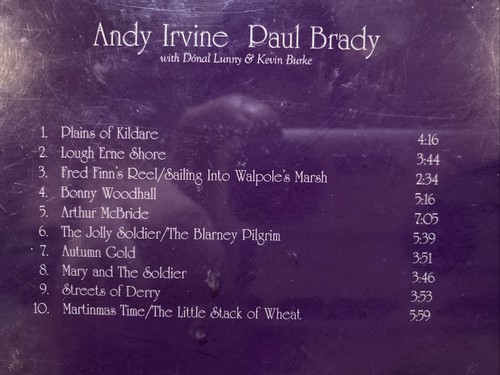 Andy Irvine Paul Brady
with Dónal Lunny & Kevin Burke
1. Plains of Kildare 4:16
2. Lough Erne Shore 3:44
3. Fred Finn's Reel/Sailing Into Walpole's Marsh 2:34
4. Bonny Woodhall 5:16
5. Arthur McBride 7:05
6. The Jolly Soldier/The Blarney Pilgrim 5:39
7. Autumn Gold 3:51
8. Mary and The Soldier 3:46
9. Streets of Derry 3:53
10. Martinmas Time/The Little Stack of Wheat 5:59